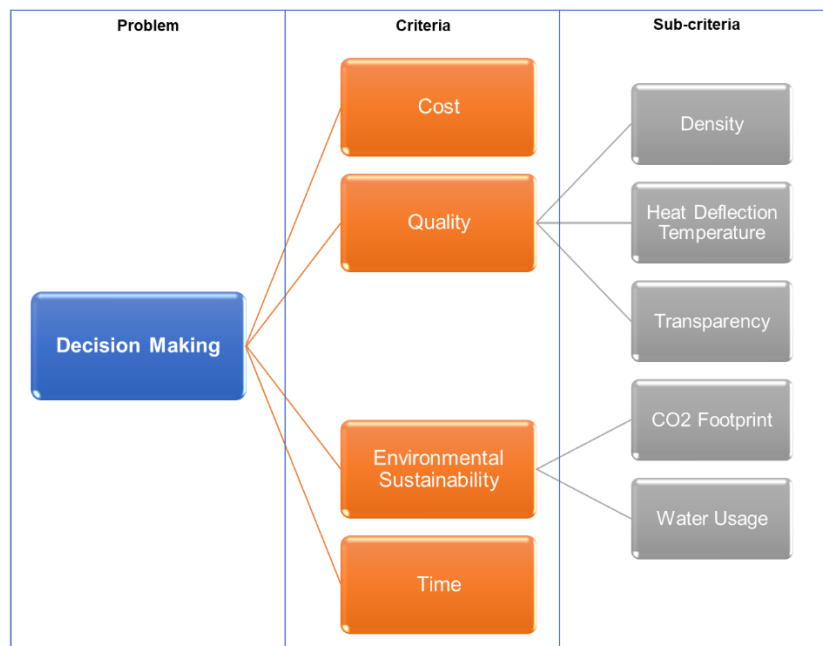 Problem
Criteria
Sub-criteria
Decision Making
Cost
Quality
Environmental
Sustainability
Time
Density
Heat Deflection
Temperature
Transparency
CO2 Footprint
Water Usage